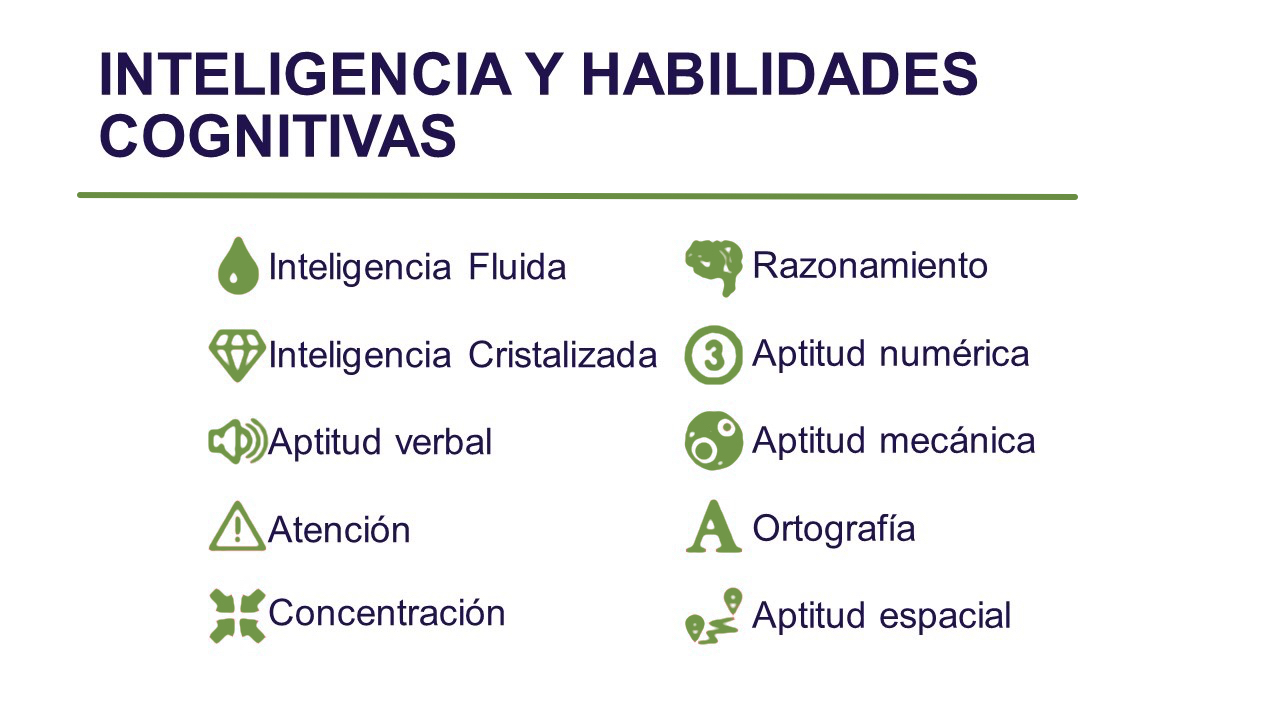 INTELIGENCIA Y HABILIDADES
COGNITIVAS
Inteligencia Fluida
Inteligencia Cristalizada
Aptitud verbal
Atención
Concentración
Razonamiento
3
Aptitud numérica
Aptitud mecánica
A
Ortografía
Aptitud espacial